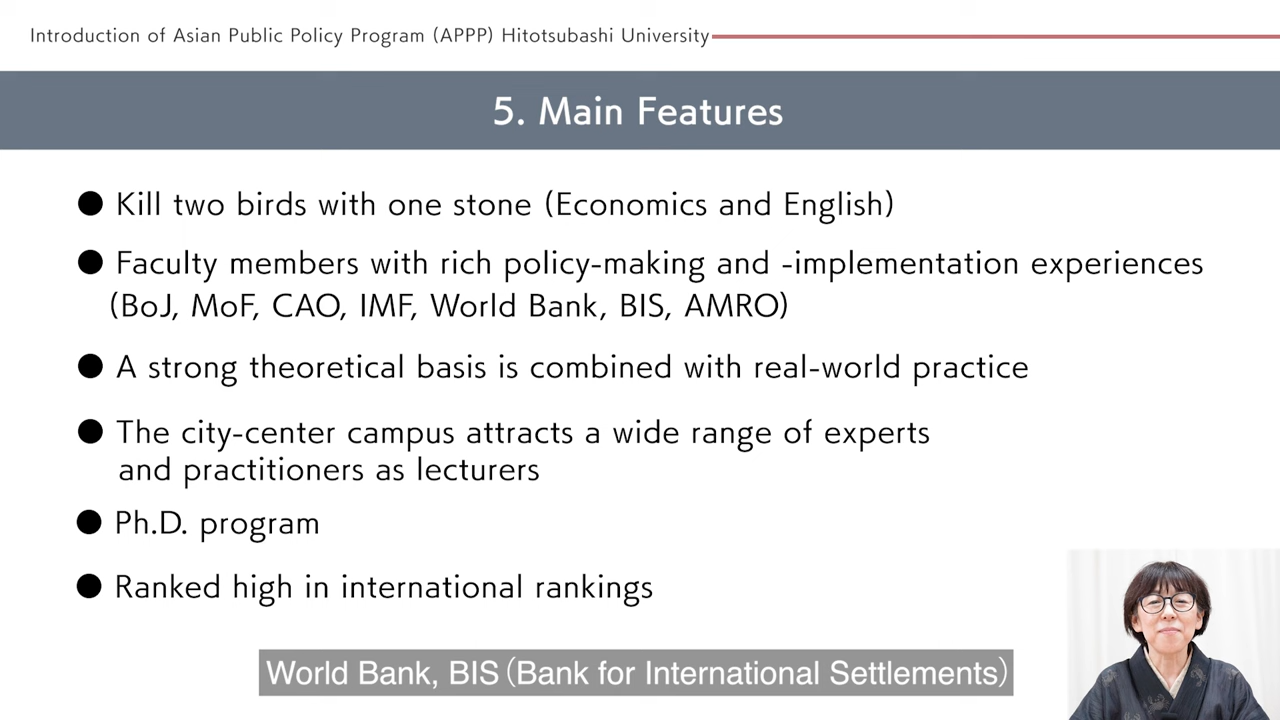 Introduction of Asian Public Policy Program (APPP) Hitotsubashi University
5. Main Features
● Kill two birds with one stone (Economics and English)
● Faculty members with rich policy-making and -implementation experiences
(BoJ, MoF, CAO, IMF, World Bank, BIS, AMRO)
● A strong theoretical basis is combined with real-world practice
● The city-center campus attracts a wide range of experts
and practitioners as lecturers
● Ph.D. program
● Ranked high in international rankings
World Bank, BIS（Bank for International Settlements）